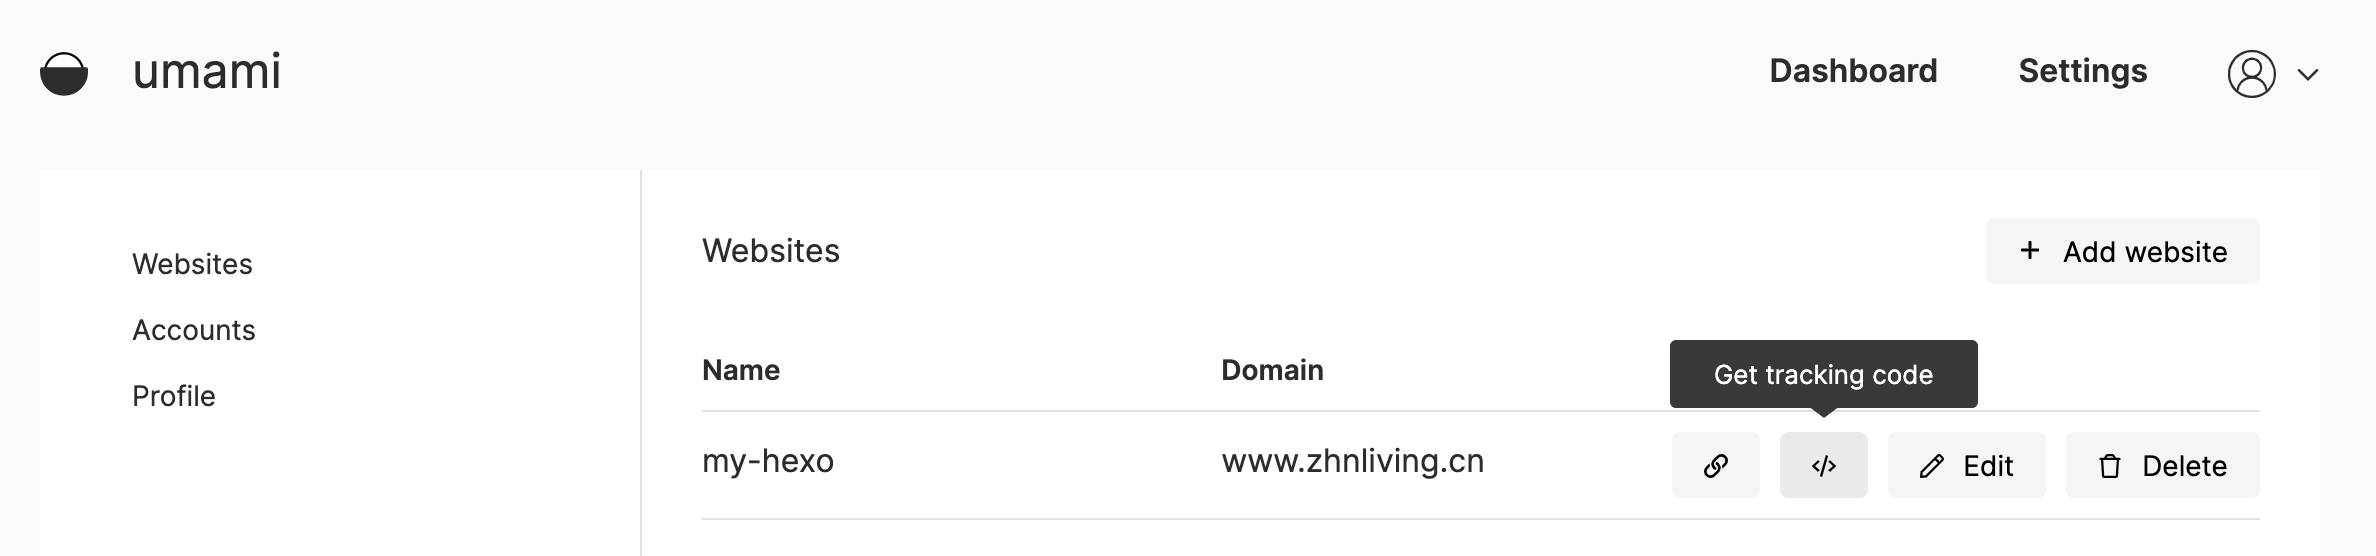 umami
Dashboard
Settings
Websites
Accounts
Profile
Websites
+ Add website
Name
Domain
Get tracking code
my-hexo
www.zhnliving.cn
</>
Edit
Delete